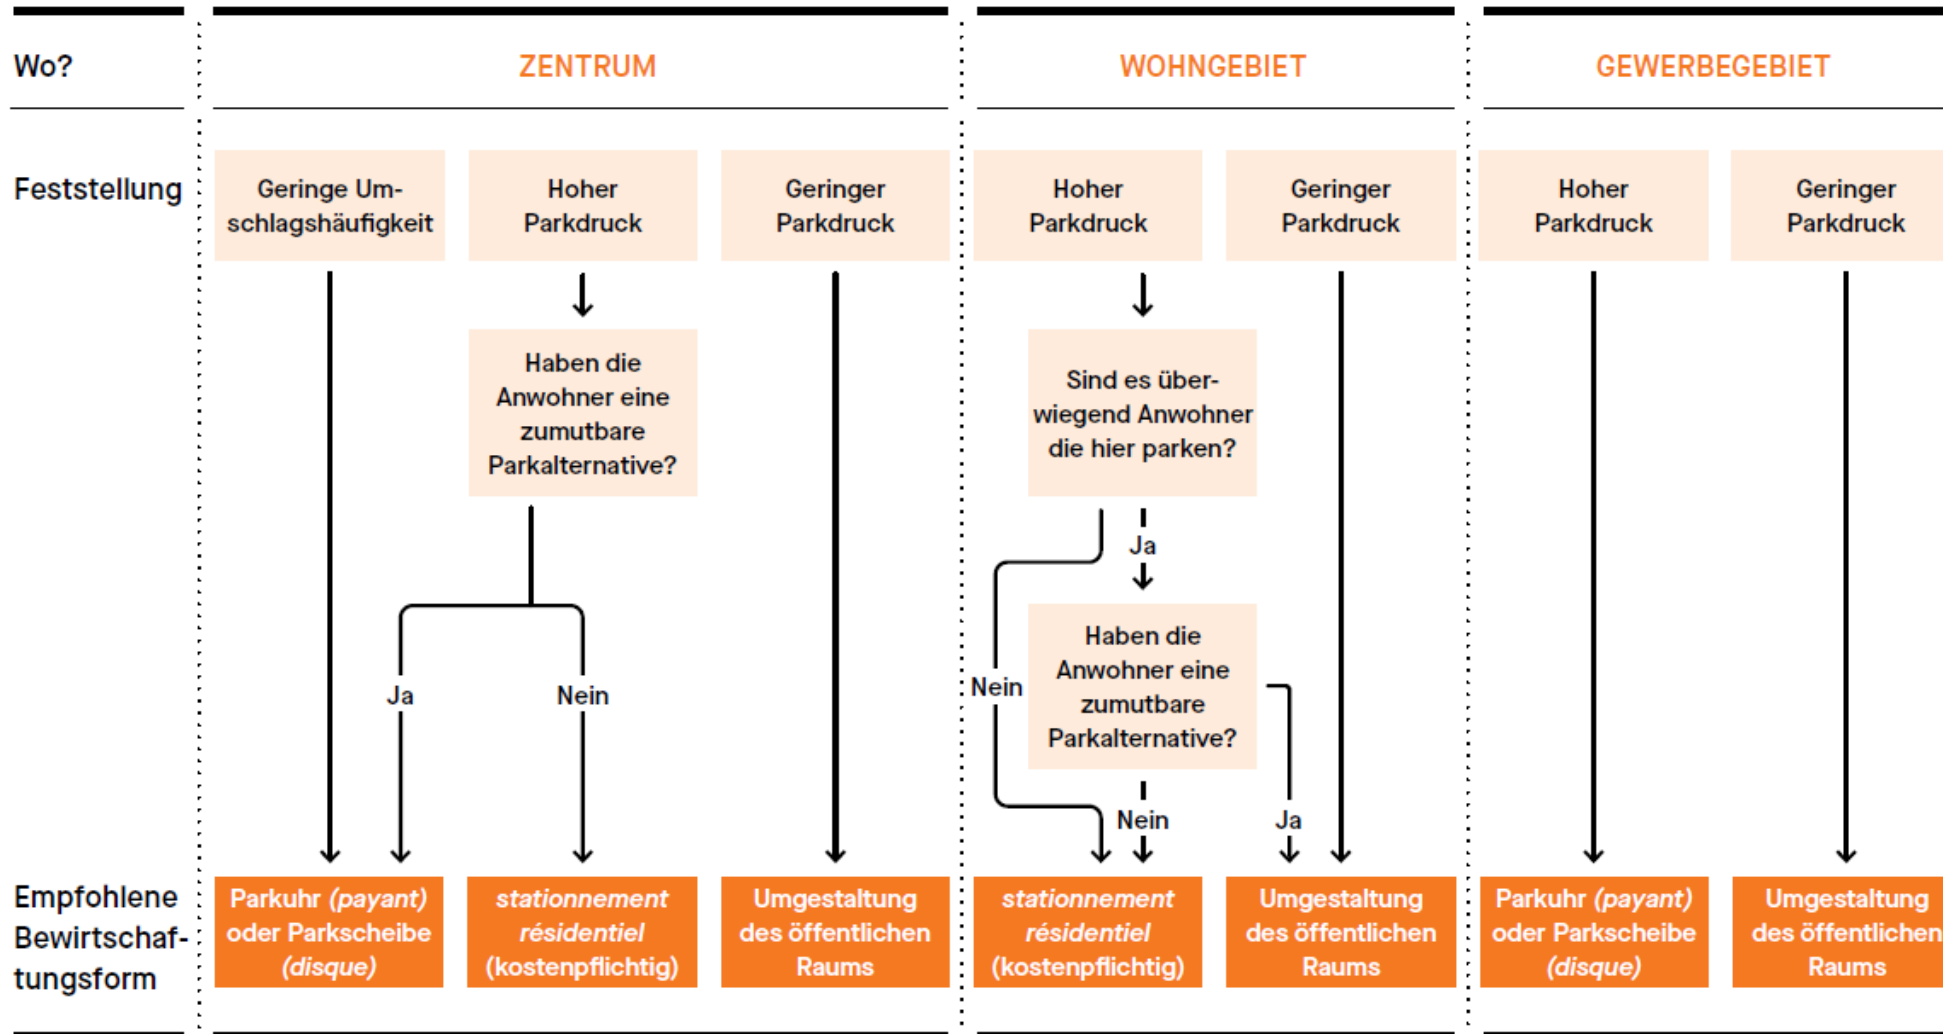 Wo?
ZENTRUM
WOHNGEBIET
GEWERBEGEBIET
Feststellung
Geringe Um-
schlagshäufigkeit
Hoher
Parkdruck
Geringer
Parkdruck
Hoher
Parkdruck
Geringer
Parkdruck
Hoher
Parkdruck
Geringer
Parkdruck
Haben die
Anwohner eine
zumutbare
Parkalternative?
Ja
Nein
Sind es über-
wiegend Anwohner
die hier parken?
Ja
Nein
Haben die
Anwohner eine
zumutbare
Parkalternative?
Nein
Ja
Empfohlene
Bewirtschaf-
tungsform
Parkuhr (payant)
oder Parkscheibe
(disque)
stationnement
résidentiel
(kostenpflichtig)
Umgestaltung
des öffentlichen
Raums
stationnement
résidentiel
(kostenpflichtig)
Umgestaltung
des öffentlichen
Raums
Parkuhr (payant)
oder Parkscheibe
(disque)
Umgestaltung
des öffentlichen
Raums